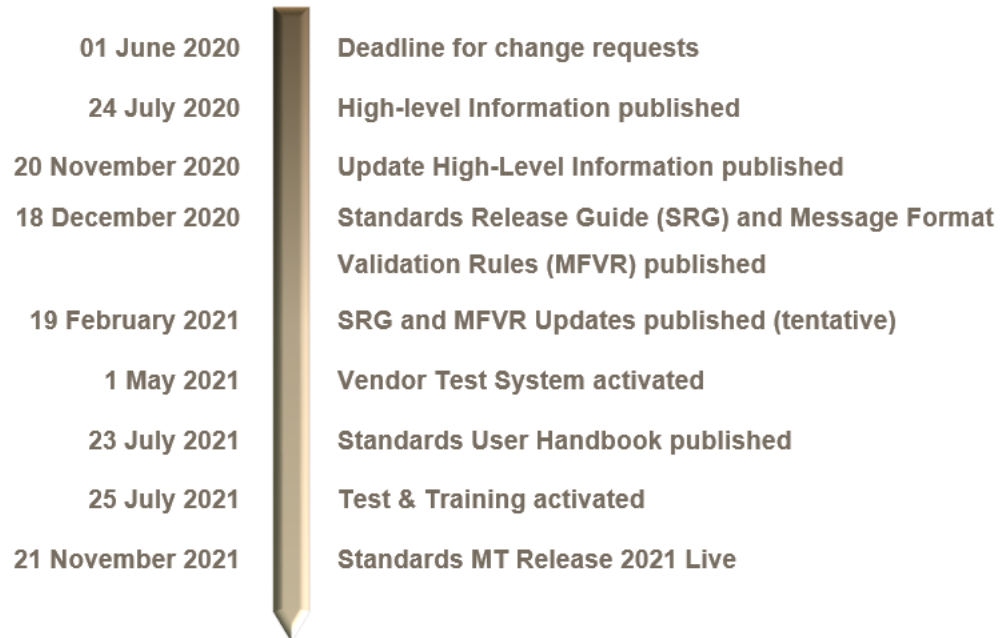 01 June 2020 Deadline for change requests
24 July 2020 High-level Information published
20 November 2020 Update High-Level Information published
18 December 2020 Standards Release Guide (SRG) and Message Format
Validation Rules (MFVR) published
19 February 2021 SRG and MFVR Updates published (tentative)
1 May 2021 Vendor Test System activated
23 July 2021 Standards User Handbook published
25 July 2021 Test & Training activated
21 November 2021 Standards MT Release 2021 Live